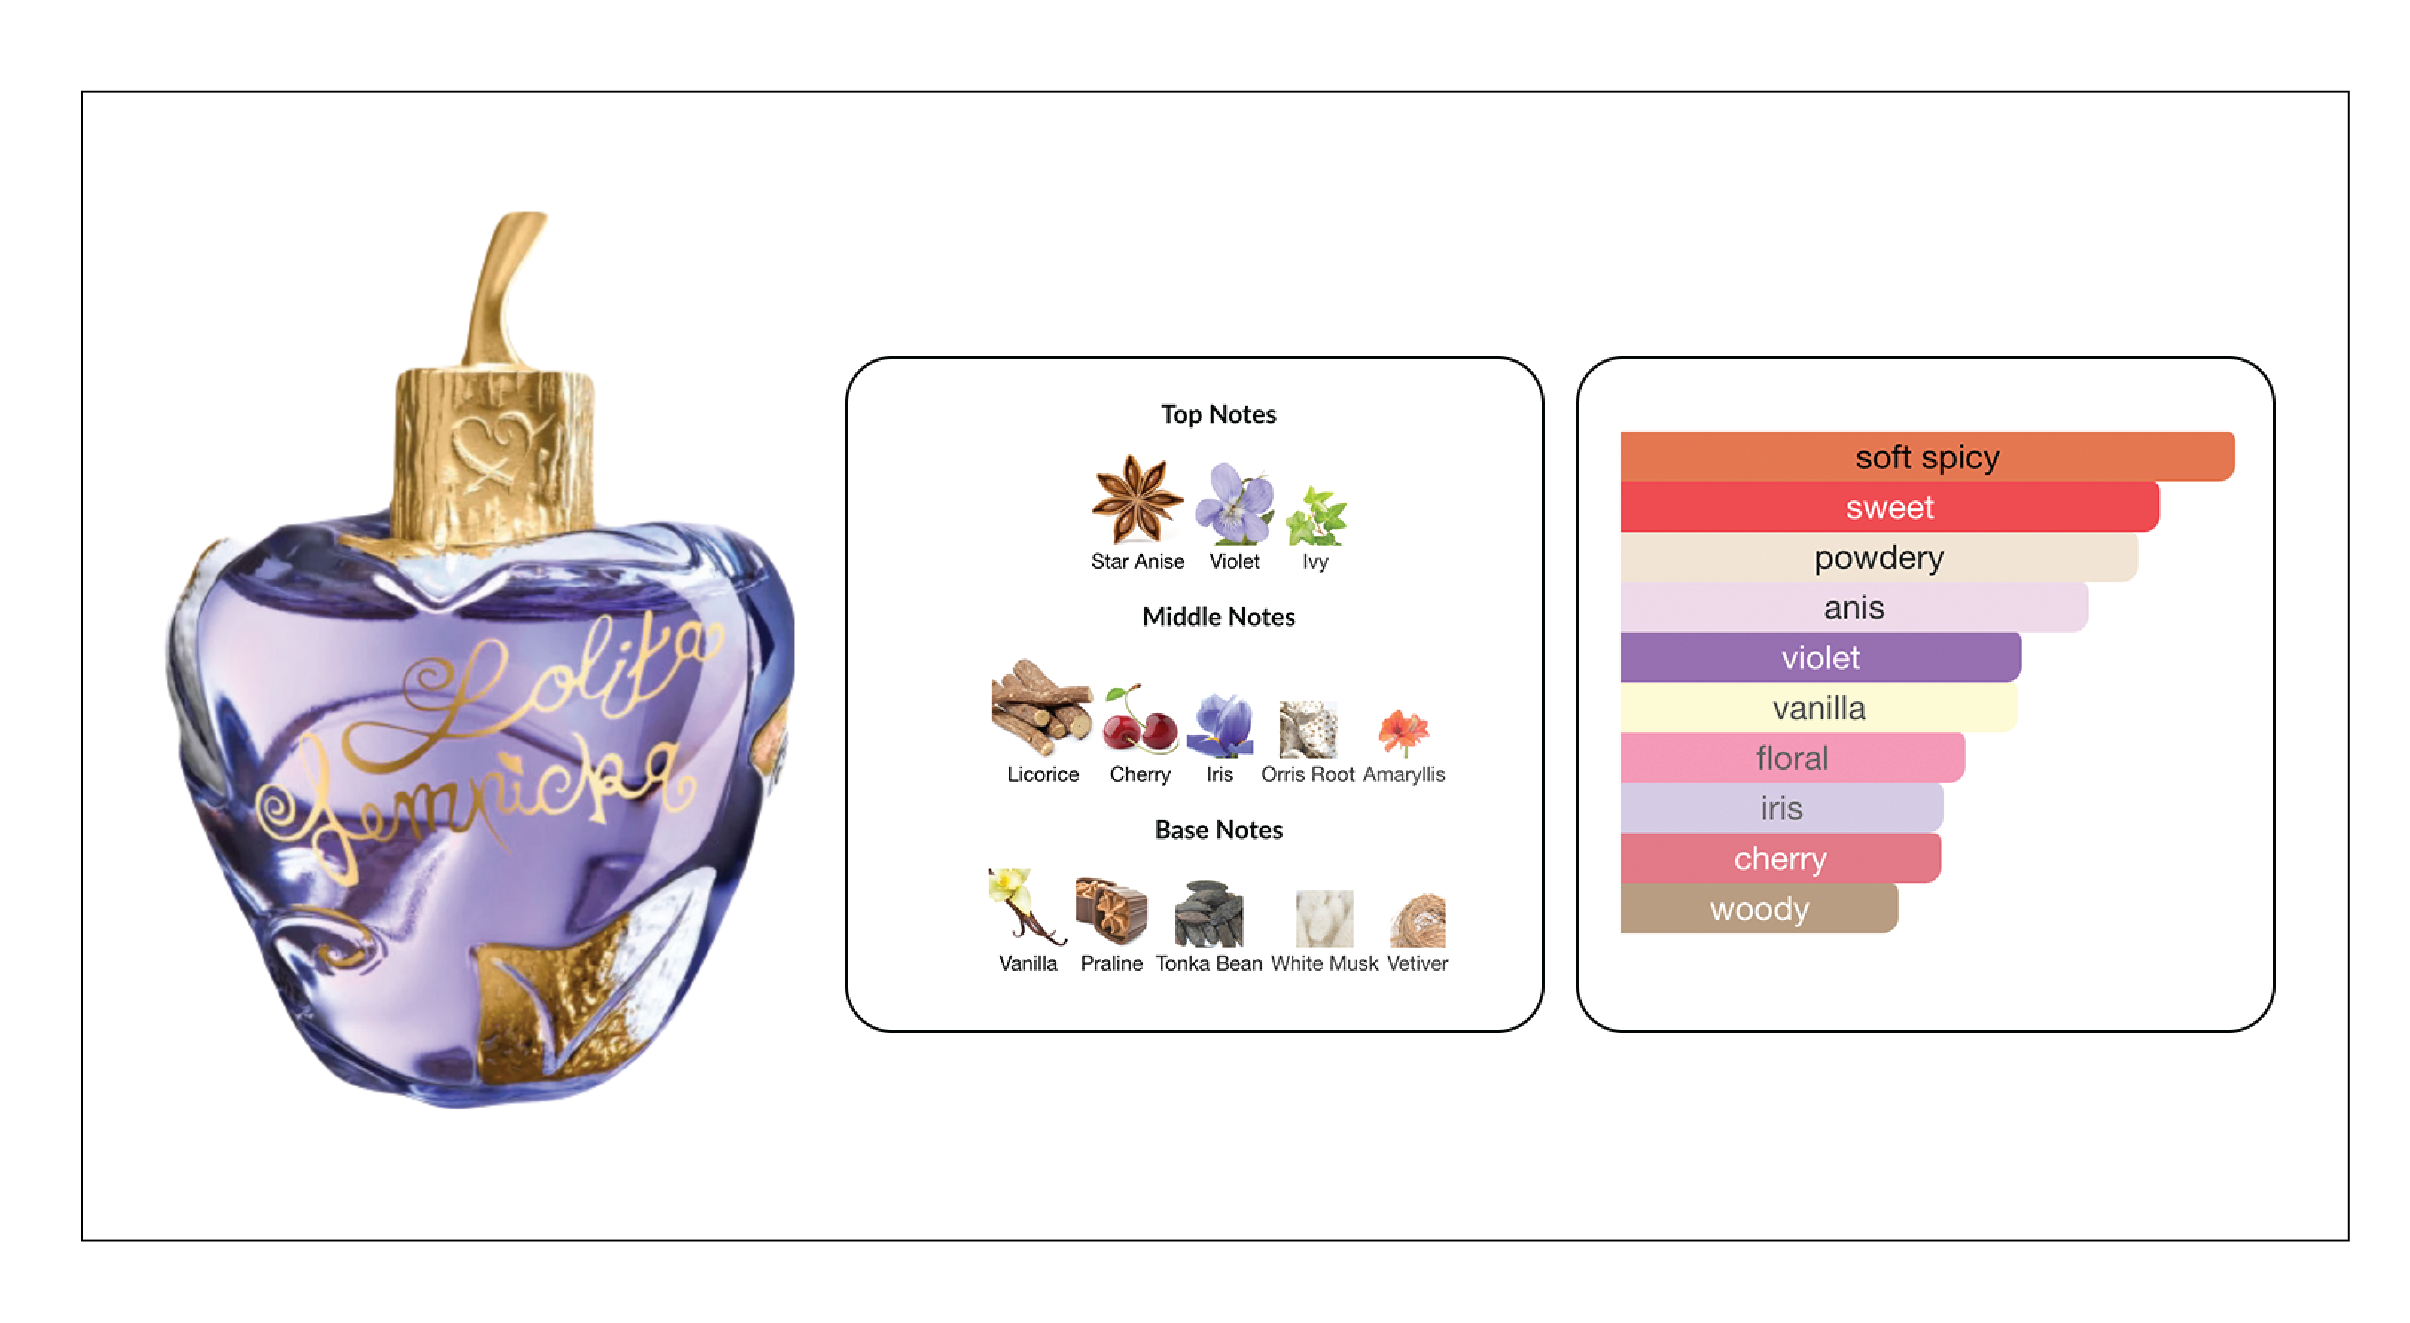 Lolita
Lempicka
Top Notes
Star Anise Violet Ivy
Middle Notes
Licorice Cherry Iris Orris Root Amaryllis
Base Notes
Vanilla Praline Tonka Bean White Musk Vetiver
soft spicy
sweet
powdery
anis
violet
vanilla
floral
iris
cherry
woody